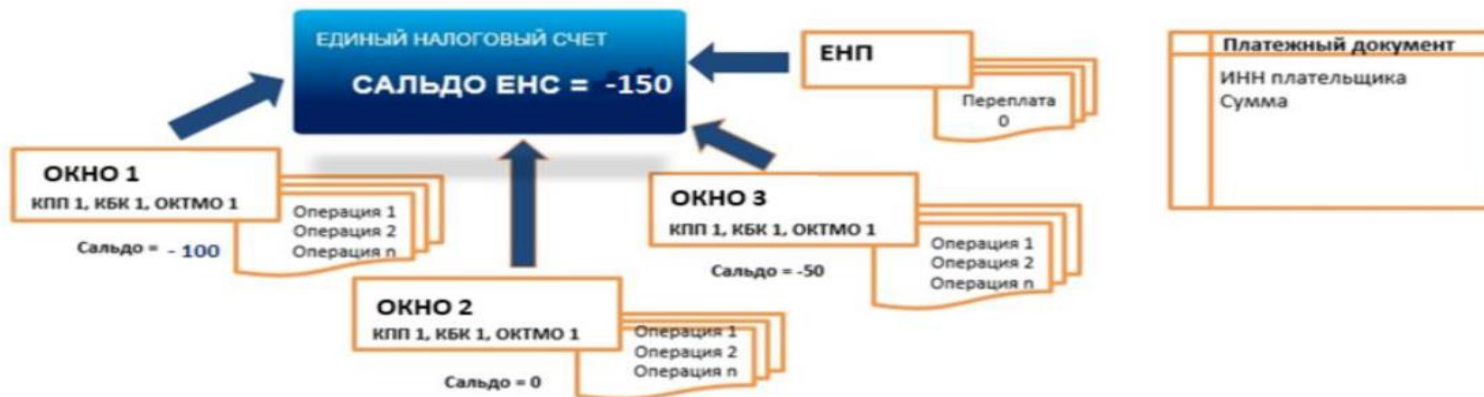 ЕДИНЫЙ НАЛОГОВЫЙ СЧЕТ
САЛЬДО ЕНС = -150
ЕНП
Переплата
0
Платежный документ
ИНН плательщика
Сумма
ОКНО 1
КПП 1, КБК 1, ОКТМО 1
Операция 1
Операция 2
Операция n
Сальдо = - 100
ОКНО 2
КПП 1, КБК 1, ОКТМО 1
Операция 1
Операция 2
Операция n
Сальдо = 0
ОКНО 3
КПП 1, КБК 1, ОКТМО 1
Операция 1
Операция 2
Операция n
Сальдо = -50